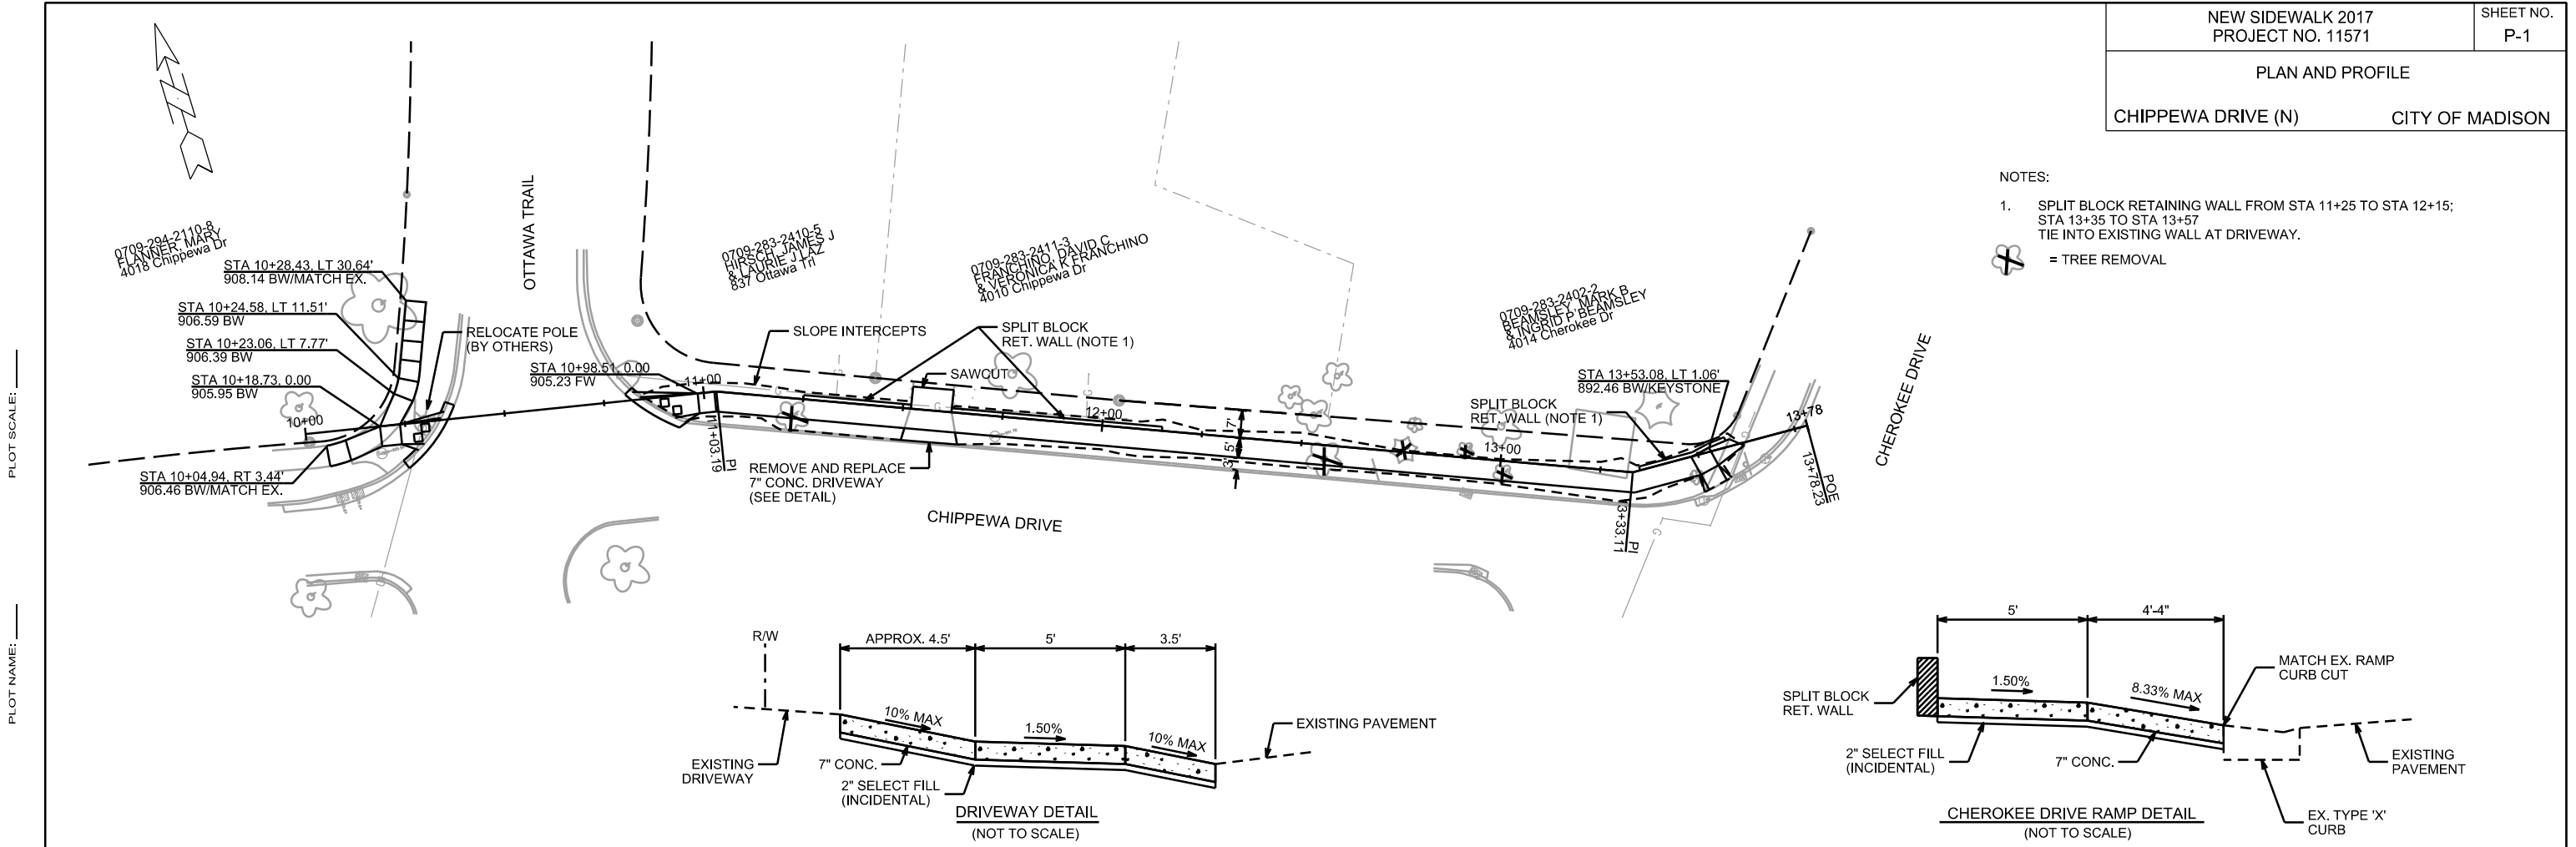 NEW SIDEWALK 2017
PROJECT NO. 11571
SHEET NO.
P-1
PLAN AND PROFILE
CHIPPEWA DRIVE (N)
CITY OF MADISON
NOTES:
1. SPLIT BLOCK RETAINING WALL FROM STA 11+25 TO STA 12+15;
STA 13+35 TO STA 13+57
TIE INTO EXISTING WALL AT DRIVEWAY.
= TREE REMOVAL
PLOT SCALE:
PLOT NAME:
0709-294-2110-8
FLANNER, MARY
4018 Chippewa Dr
STA 10+28.43, LT 30.64'
908.14 BW/MATCH EX.
STA 10+24.58, LT 11.51'
906.59 BW
STA 10+23.06, LT 7.77'
906.39 BW
STA 10+18.73, 0.00
905.95 BW
10+00
STA 10+04.94, RT 3.44'
906.46 BW/MATCH EX.
RELOCATE POLE
(BY OTHERS)
OTTAWA TRAIL
STA 10+98.51, 0.00
905.23 FW
11+00
PI
11+03.19
0709-283-2410-5
HIRSCH, JAMES J
& LAURIE J LAZ
837 Ottawa Trl
SLOPE INTERCEPTS
0709-283-2411-3
FRANCHINO, DAVID C
& VERONICA K FRANCHINO
4010 Chippewa Dr
SPLIT BLOCK
RET. WALL (NOTE 1)
SAWCUT
G
G
G
G
12+00
REMOVE AND REPLACE
7" CONC. DRIVEWAY
(SEE DETAIL)
CHIPPEWA DRIVE
7'
5'
3'
0709-283-2402-2
BEAMSLEY, MARK B
& INGRID P BEAMSLEY
4014 Cherokee Dr
STA 13+53.08, LT 1.06'
892.46 BW/KEYSTONE
SPLIT BLOCK
RET. WALL (NOTE 1)
13+00
PI
13+33.11
G
13+78
POE
13+78.23
CHEROKEE DRIVE
R/W
APPROX. 4.5'
5'
3.5'
10% MAX
1.50%
10% MAX
EXISTING PAVEMENT
EXISTING
DRIVEWAY
7" CONC.
2" SELECT FILL
(INCIDENTAL)
DRIVEWAY DETAIL
(NOT TO SCALE)
5'
4'-4"
1.50%
8.33% MAX
MATCH EX. RAMP
CURB CUT
SPLIT BLOCK
RET. WALL
2" SELECT FILL
(INCIDENTAL)
7" CONC.
EXISTING
PAVEMENT
EX. TYPE 'X'
CURB
CHEROKEE DRIVE RAMP DETAIL
(NOT TO SCALE)